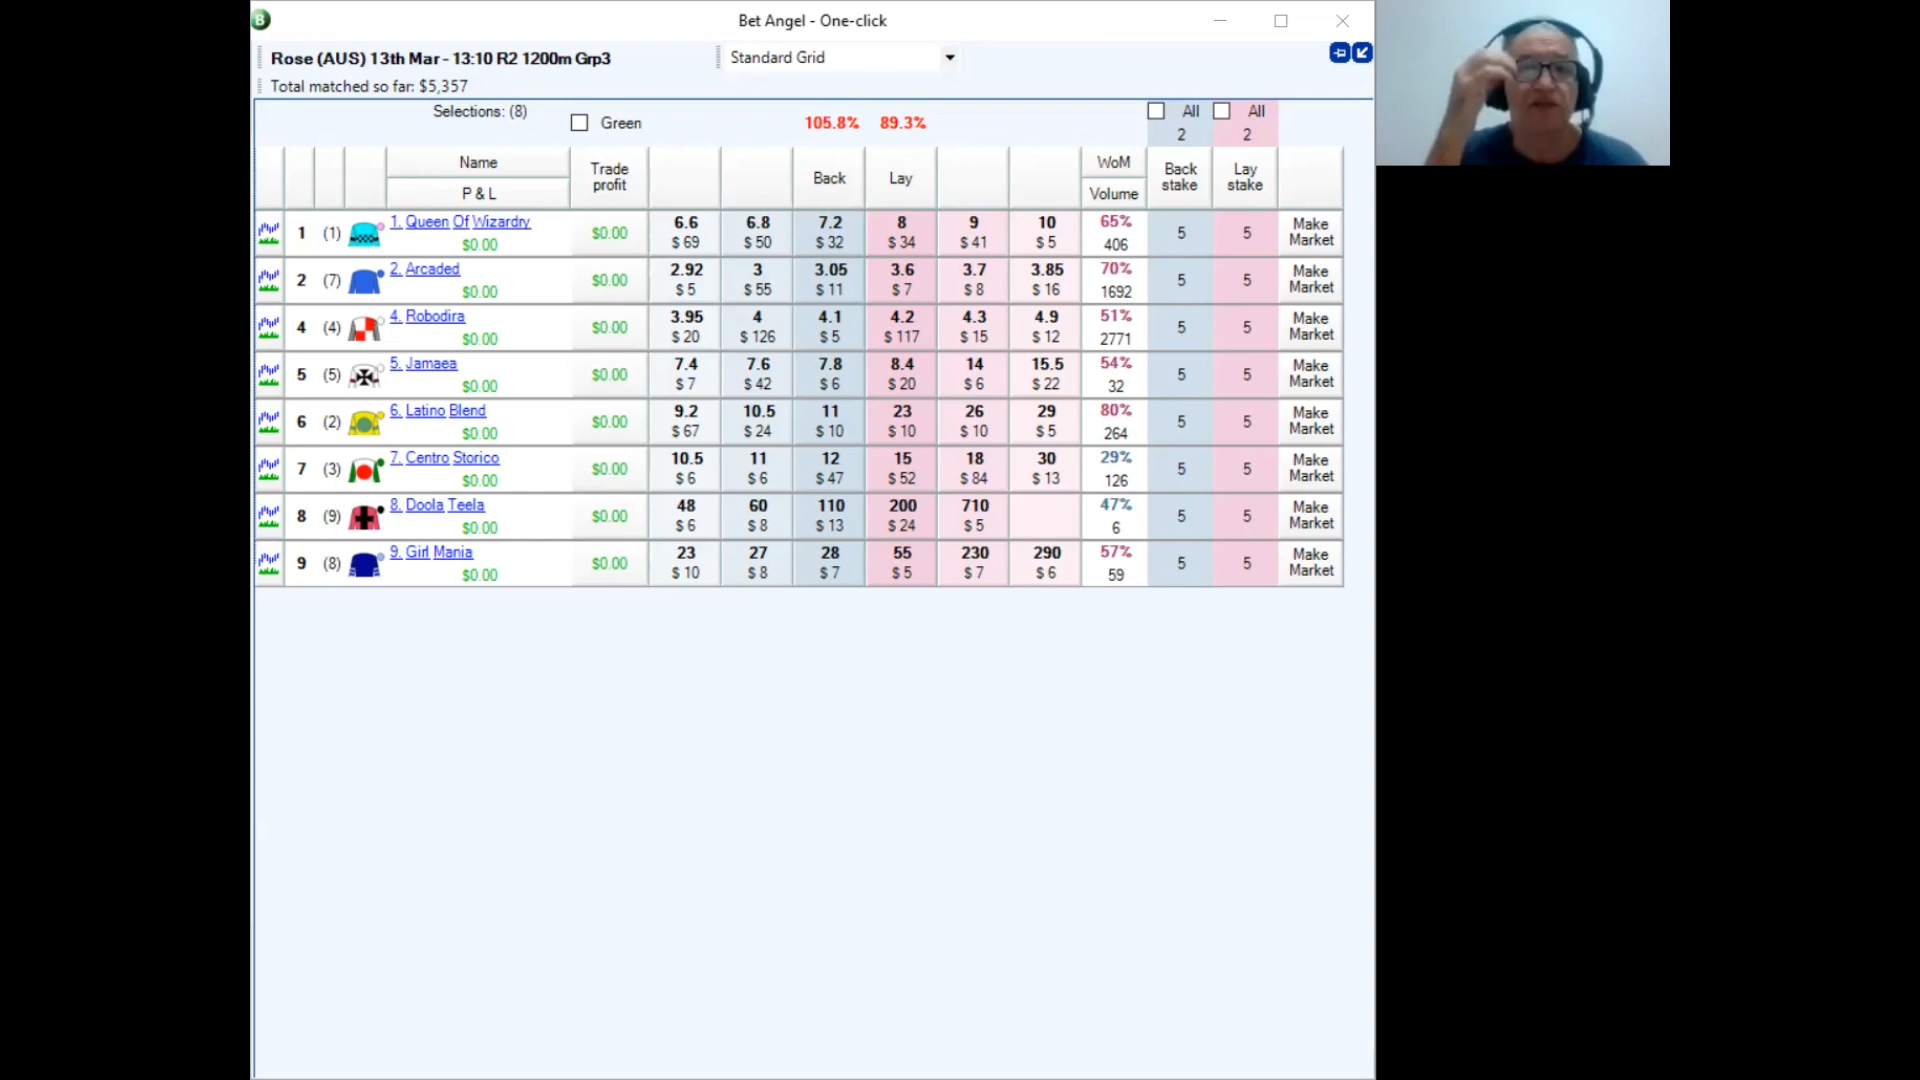 Bet Angel - One-click
Rose (AUS) 13th Mar - 13:10 R2 1200m Grp3
Standard Grid
Total matched so far: $5,357
Selections: (8)
Green
105.8% 89.3%
All All
2 2
Name Trade profit Back Lay WoM Back stake Lay stake
P & L Volume
1 (1) 1. Queen Of Wizardry $0.00 6.6 6.8 7.2 8 9 10 65% 5 5 Make Market
$0.00 $ 69 $ 50 $ 32 $ 34 $ 41 $ 5 406
2 (7) 2. Arcaded $0.00 2.92 3 3.05 3.6 3.7 3.85 70% 5 5 Make Market
$0.00 $ 5 $ 55 $ 11 $ 7 $ 8 $ 16 1692
4 (4) 4. Robodira $0.00 3.95 4 4.1 4.2 4.3 4.9 51% 5 5 Make Market
$0.00 $ 20 $ 126 $ 5 $ 117 $ 15 $ 12 2771
5 (5) 5. Jamaea $0.00 7.4 7.6 7.8 8.4 14 15.5 54% 5 5 Make Market
$0.00 $ 7 $ 42 $ 6 $ 20 $ 6 $ 22 32
6 (2) 6. Latino Blend $0.00 9.2 10.5 11 23 26 29 80% 5 5 Make Market
$0.00 $ 67 $ 24 $ 10 $ 10 $ 10 $ 5 264
7 (3) 7. Centro Storico $0.00 10.5 11 12 15 18 30 29% 5 5 Make Market
$0.00 $ 6 $ 6 $ 47 $ 52 $ 84 $ 13 126
8 (9) 8. Doola Teela $0.00 48 60 110 200 710 47% 5 5 Make Market
$0.00 $ 6 $ 8 $ 13 $ 24 $ 5 6
9 (8) 9. Girl Mania $0.00 23 27 28 55 230 290 57% 5 5 Make Market
$0.00 $ 10 $ 8 $ 7 $ 5 $ 7 $ 6 59